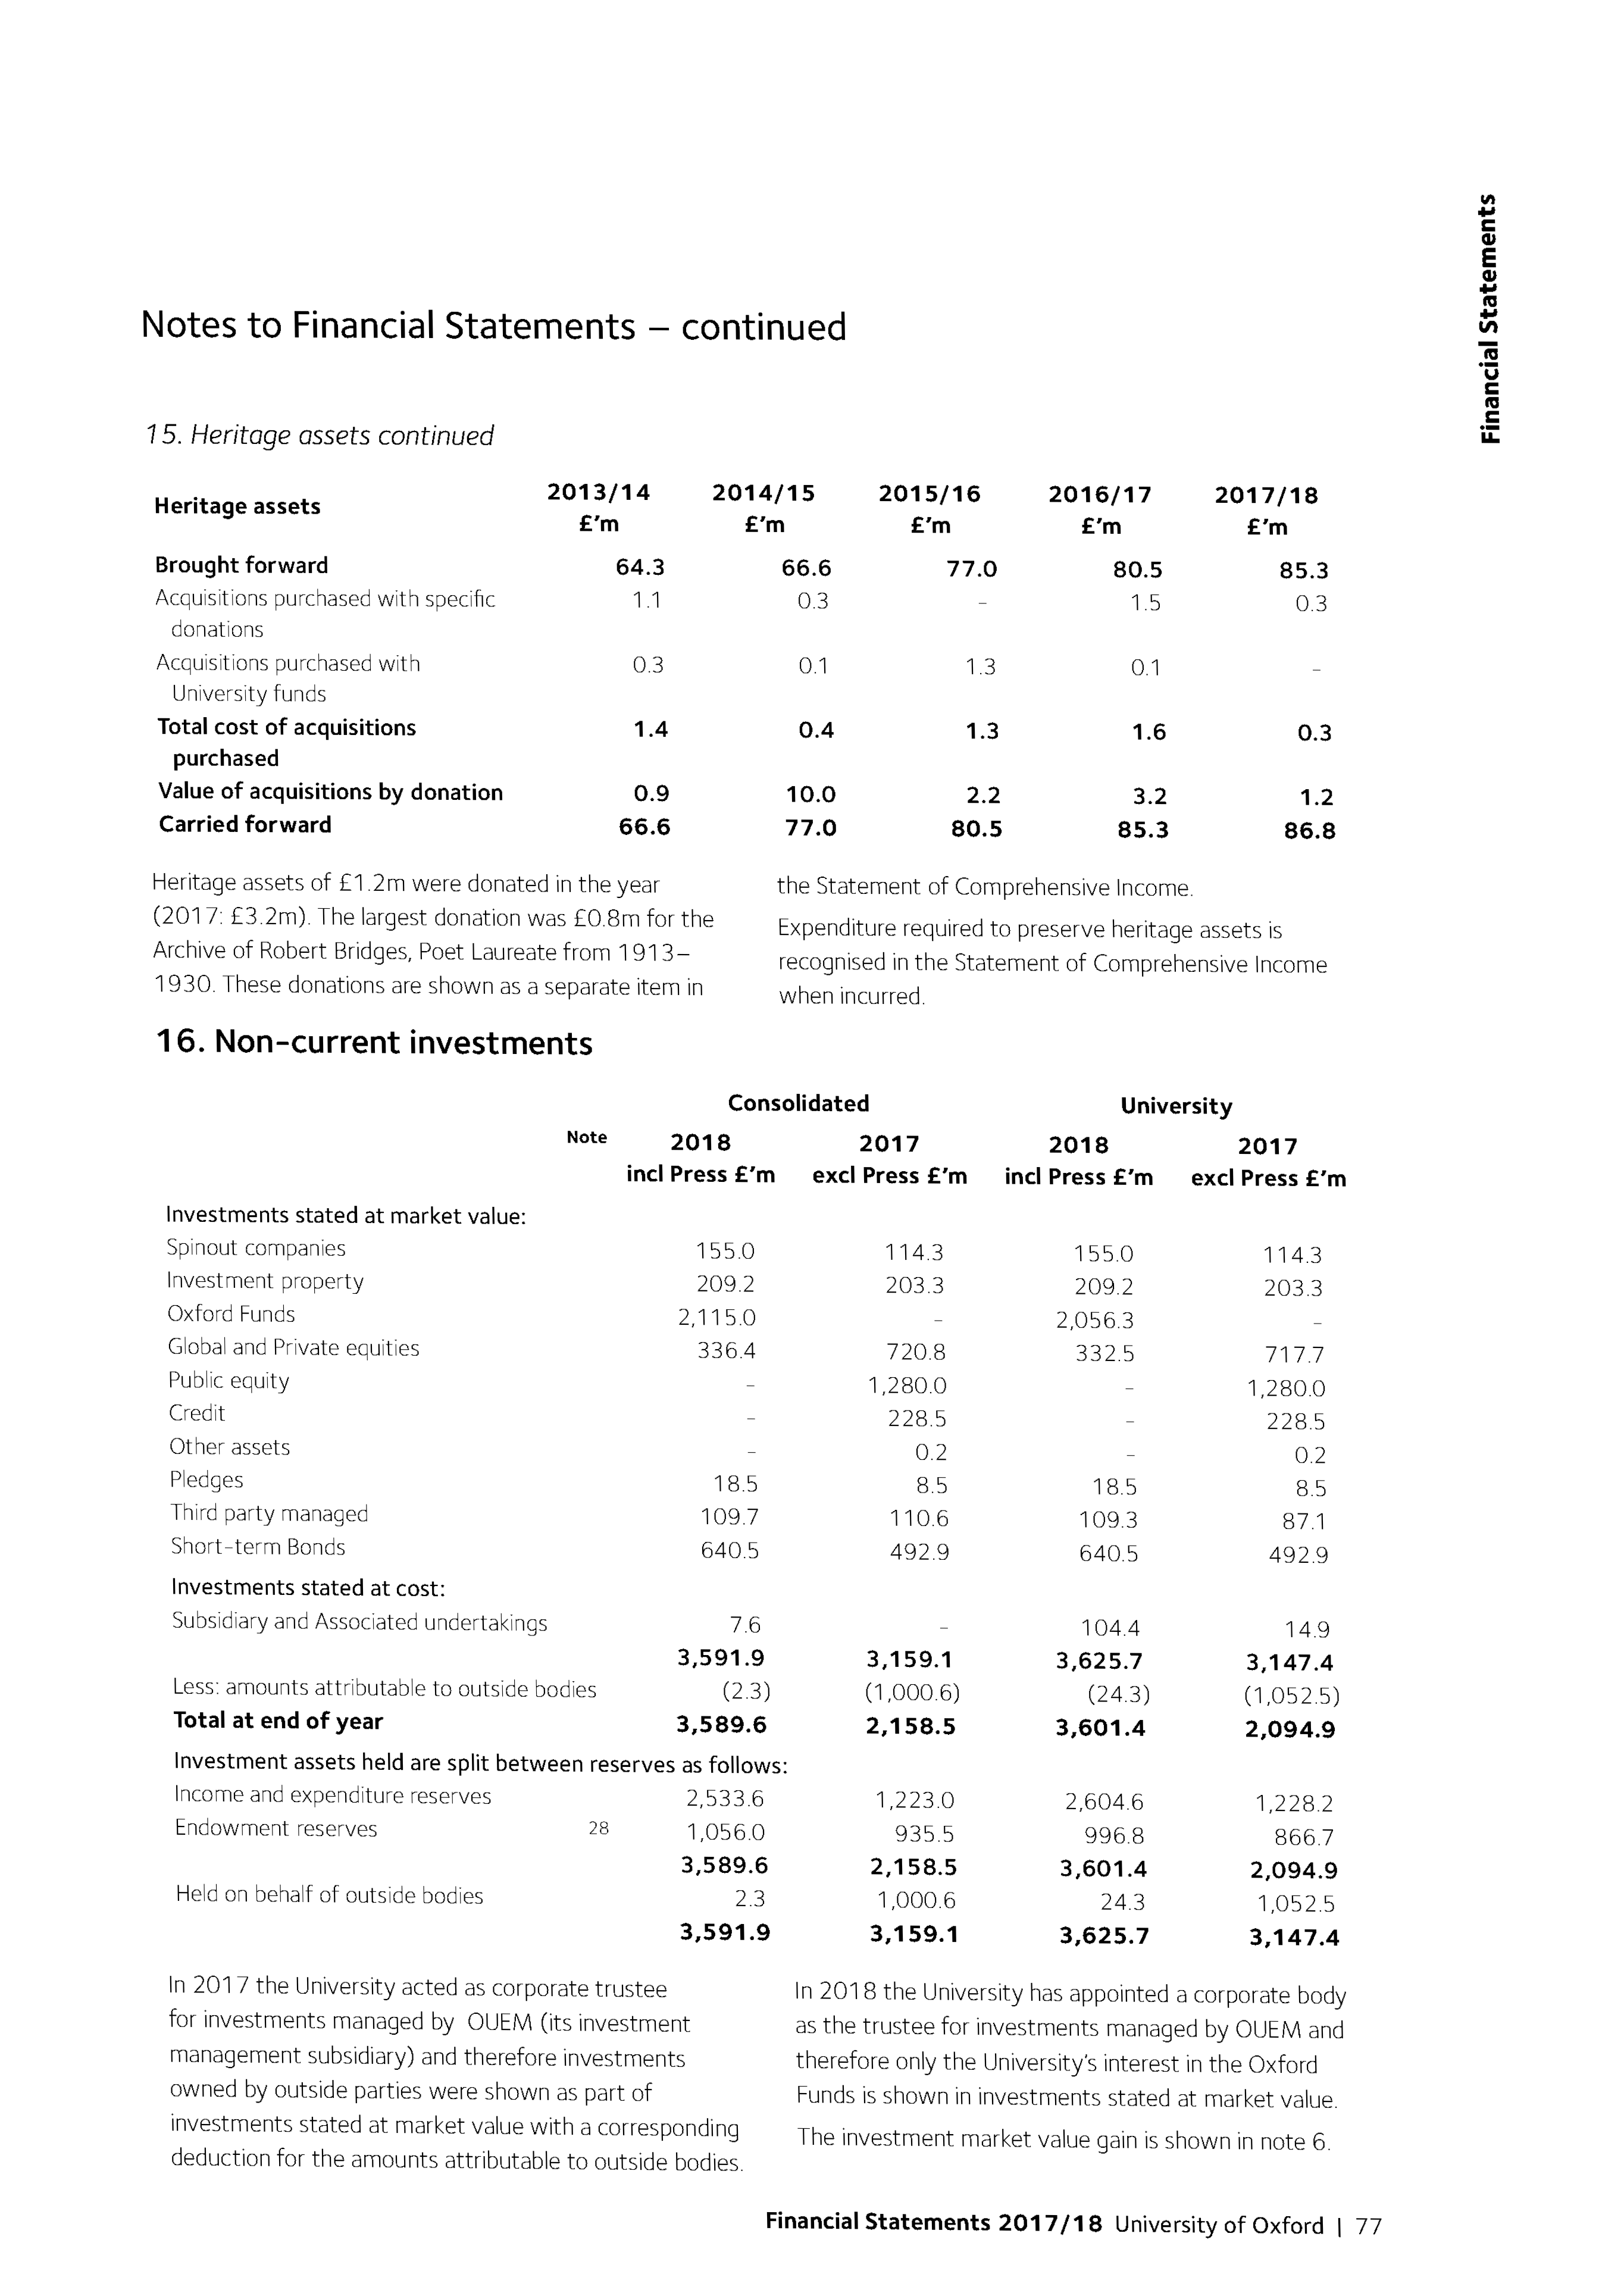 Financial Statements
Notes to Financial Statements – continued
15. Heritage assets continued
Heritage assets 2013/14 2014/15 2015/16 2016/17 2017/18
£'m £'m £'m £'m £'m
Brought forward 64.3 66.6 77.0 80.5 85.3
Acquisitions purchased with specific 1.1 0.3 – 1.5 0.3
donations
Acquisitions purchased with 0.3 0.1 1.3 0.1 –
University funds
Total cost of acquisitions 1.4 0.4 1.3 1.6 0.3
purchased
Value of acquisitions by donation 0.9 10.0 2.2 3.2 1.2
Carried forward 66.6 77.0 80.5 85.3 86.8
Heritage assets of £1.2m were donated in the year
(2017: £3.2m). The largest donation was £0.8m for the
Archive of Robert Bridges, Poet Laureate from 1913–
1930. These donations are shown as a separate item in
the Statement of Comprehensive Income.
Expenditure required to preserve heritage assets is
recognised in the Statement of Comprehensive Income
when incurred.
16. Non-current investments
Consolidated University
Note 2018 2017 2018 2017
incl Press £'m excl Press £'m incl Press £'m excl Press £'m
Investments stated at market value:
Spinout companies 155.0 114.3 155.0 114.3
Investment property 209.2 203.3 209.2 203.3
Oxford Funds 2,115.0 – 2,056.3 –
Global and Private equities 336.4 720.8 332.5 717.7
Public equity – 1,280.0 – 1,280.0
Credit – 228.5 – 228.5
Other assets – 0.2 – 0.2
Pledges 18.5 8.5 18.5 8.5
Third party managed 109.7 110.6 109.3 87.1
Short-term Bonds 640.5 492.9 640.5 492.9
Investments stated at cost:
Subsidiary and Associated undertakings 7.6 – 104.4 14.9
3,591.9 3,159.1 3,625.7 3,147.4
Less: amounts attributable to outside bodies (2.3) (1,000.6) (24.3) (1,052.5)
Total at end of year 3,589.6 2,158.5 3,601.4 2,094.9
Investment assets held are split between reserves as follows:
Income and expenditure reserves 2,533.6 1,223.0 2,604.6 1,228.2
Endowment reserves 28 1,056.0 935.5 996.8 866.7
3,589.6 2,158.5 3,601.4 2,094.9
Held on behalf of outside bodies 2.3 1,000.6 24.3 1,052.5
3,591.9 3,159.1 3,625.7 3,147.4
In 2017 the University acted as corporate trustee
for investments managed by OUEM (its investment
management subsidiary) and therefore investments
owned by outside parties were shown as part of
investments stated at market value with a corresponding
deduction for the amounts attributable to outside bodies.
In 2018 the University has appointed a corporate body
as the trustee for investments managed by OUEM and
therefore only the University's interest in the Oxford
Funds is shown in investments stated at market value.
The investment market value gain is shown in note 6.
Financial Statements 2017/18 University of Oxford | 77